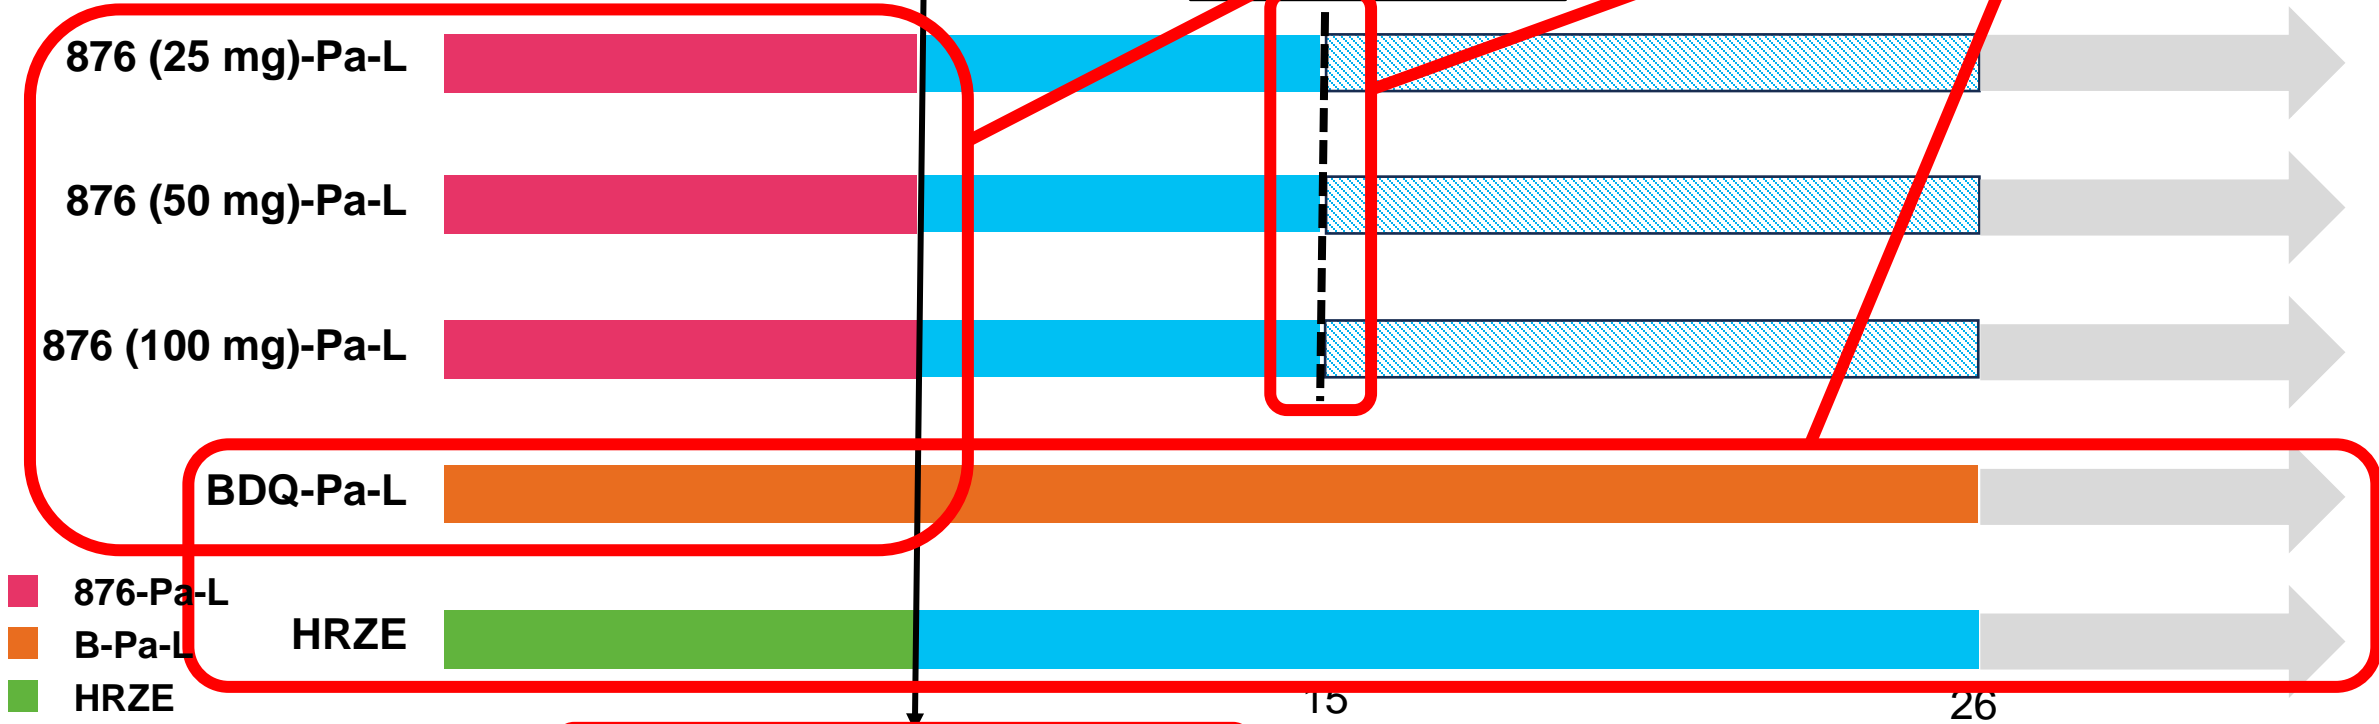 876 (25 mg)-Pa-L
876 (50 mg)-Pa-L
876 (100 mg)-Pa-L
BDQ-Pa-L
HRZE
876-Pa-L
B-Pa-L
HRZE
15
26